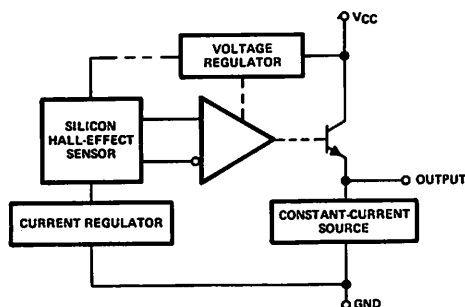 VCC
VOLTAGE
REGULATOR
SILICON
HALL-EFFECT
SENSOR
OUTPUT
CURRENT REGULATOR
CONSTANT-CURRENT
SOURCE
GND